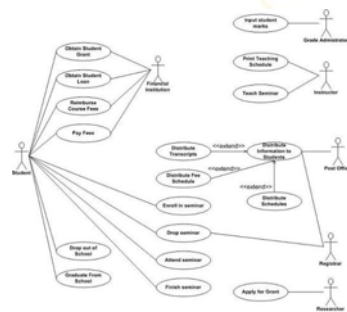 Input student
marks
Grade Administrator
Obtain Student
Grant
Print Teaching
Schedule
Obtain Student
Loan
Financial
Institution
Instructor
Teach Seminar
Reimburse
Course Fees
Pay Fees
Distribute
Transcripts
<<extend>>
Distribute
Information to
Students
Student
Distribute Fee
Schedule
<<extend>>
Post Offi
<<extend>>
Distribute
Schedules
Enroll in seminar
Drop seminar
Drop out of
School
Attend seminar
Registrar
Graduate From
School
Finish seminar
Apply for Grant
Researcher